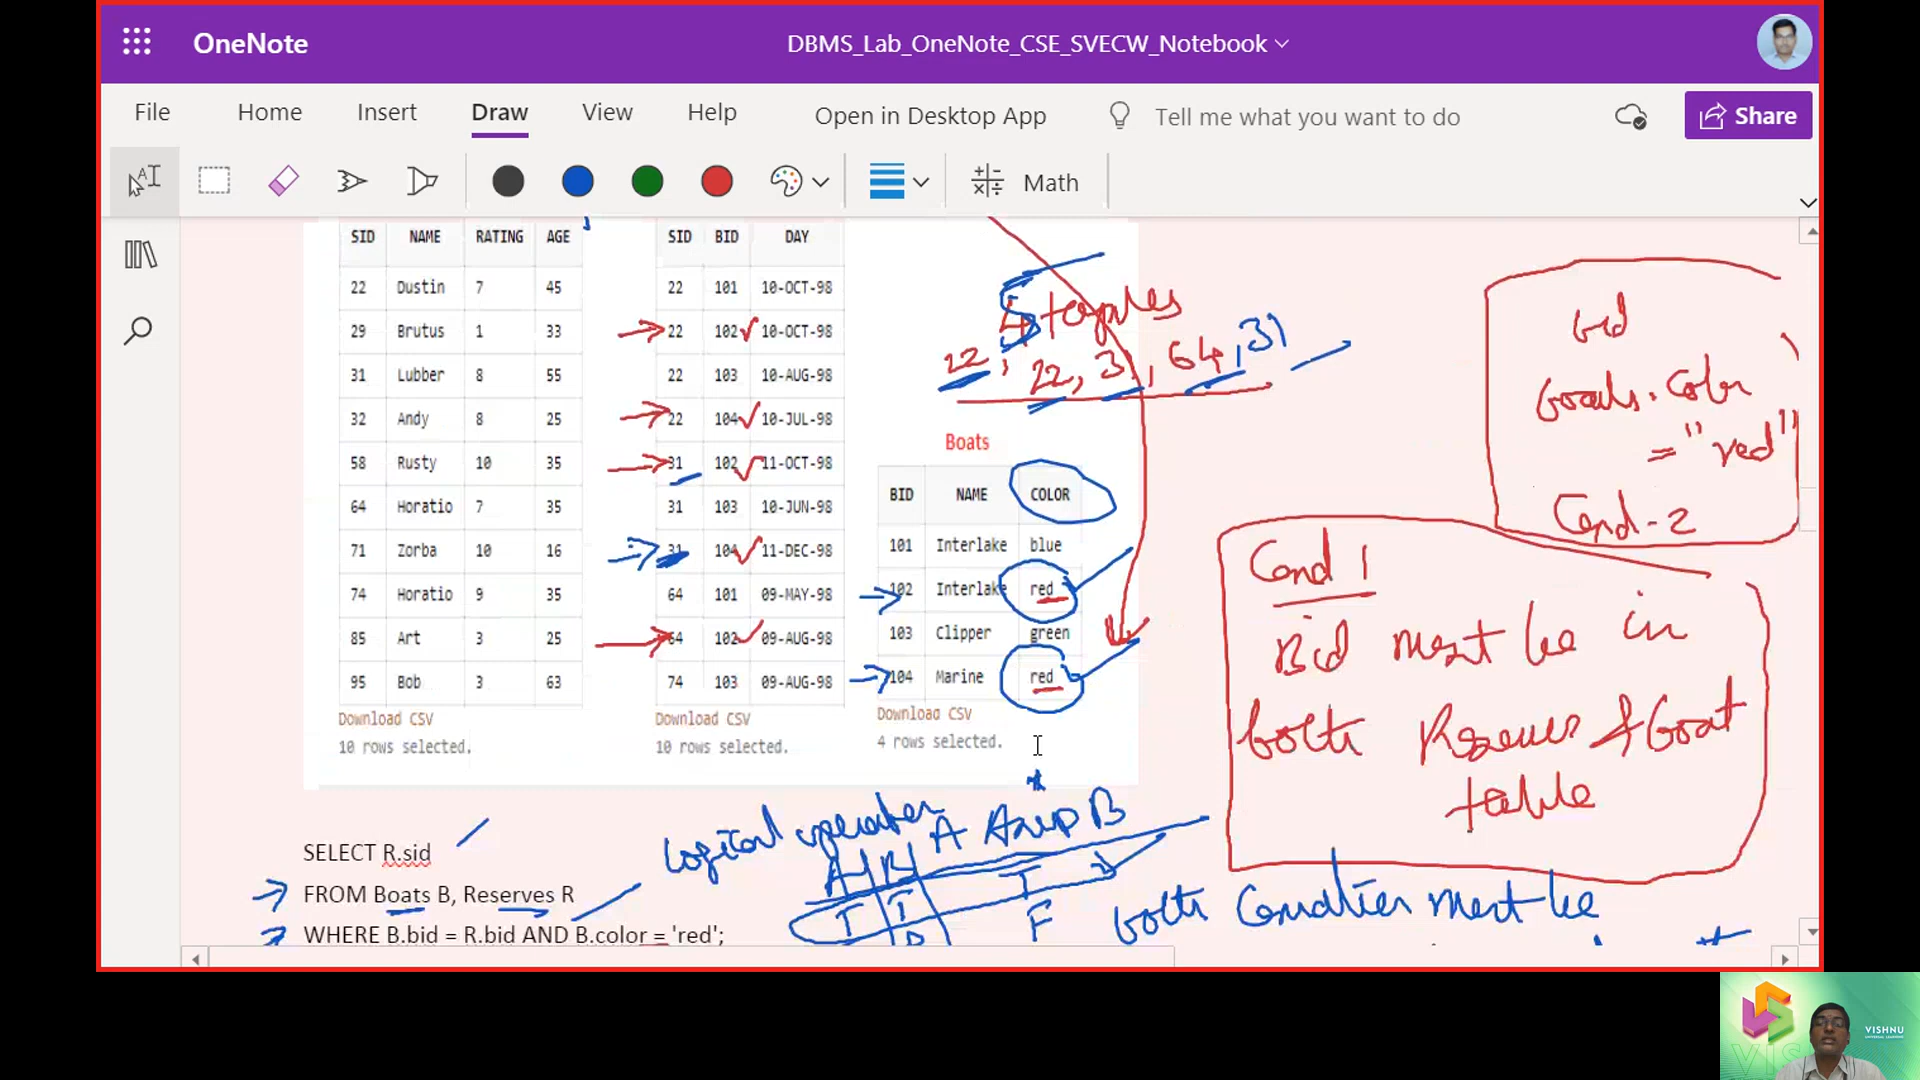 OneNote
DBMS_Lab_OneNote_CSE_SVECW_Notebook
File Home Insert Draw View Help Open in Desktop App Tell me what you want to do Share
Math
SID NAME RATING AGE
22 Dustin 7 45
29 Brutus 1 33
31 Lubber 8 55
32 Andy 8 25
58 Rusty 10 35
64 Horatio 7 35
71 Zorba 10 16
74 Horatio 9 35
85 Art 3 25
95 Bob 3 63
Download CSV
10 rows selected.
SID BID DAY
22 101 10-OCT-98
22 102 10-OCT-98
22 103 10-AUG-98
22 104 10-JUL-98
31 102 11-OCT-98
31 103 10-JUN-98
31 104 11-DEC-98
64 101 09-MAY-98
64 102 09-AUG-98
74 103 09-AUG-98
Download CSV
10 rows selected.
5 tuples
22, 22, 31, 64, 31
Boats
BID NAME COLOR
101 Interlake blue
102 Interlake red
103 Clipper green
104 Marine red
Download CSV
4 rows selected.
bid
boats.color
= "red"
Cond-2
Cond 1
Bid must be in
both Reserves & boat
table
SELECT R.sid
FROM Boats B, Reserves R
WHERE B.bid = R.bid AND B.color = 'red';
Logical operator A AND B
A B
T T T
F
both Condition must be
VISHNU
UNIVERSAL LEARNING